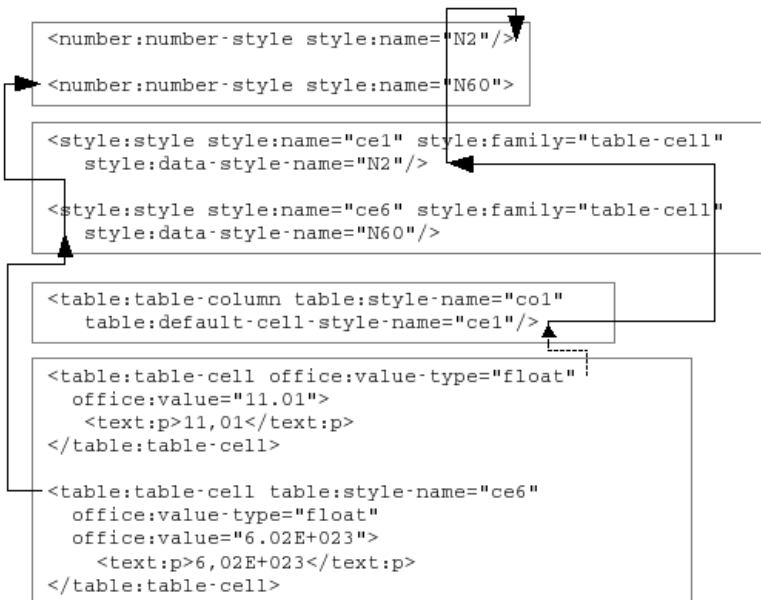 <number:number-style style:name="N2"/>
<number:number-style style:name="N60">
<style:style style:name="ce1" style:family="table-cell"
style:data-style-name="N2"/>
<style:style style:name="ce6" style:family="table-cell"
style:data-style-name="N60"/>
<table:table-column table:style-name="co1"
table:default-cell-style-name="ce1"/>
<table:table-cell office:value-type="float"
office:value="11.01">
<text:p>11,01</text:p>
</table:table-cell>
<table:table-cell table:style-name="ce6"
office:value-type="float"
office:value="6.02E+023">
<text:p>6,02E+023</text:p>
</table:table-cell>